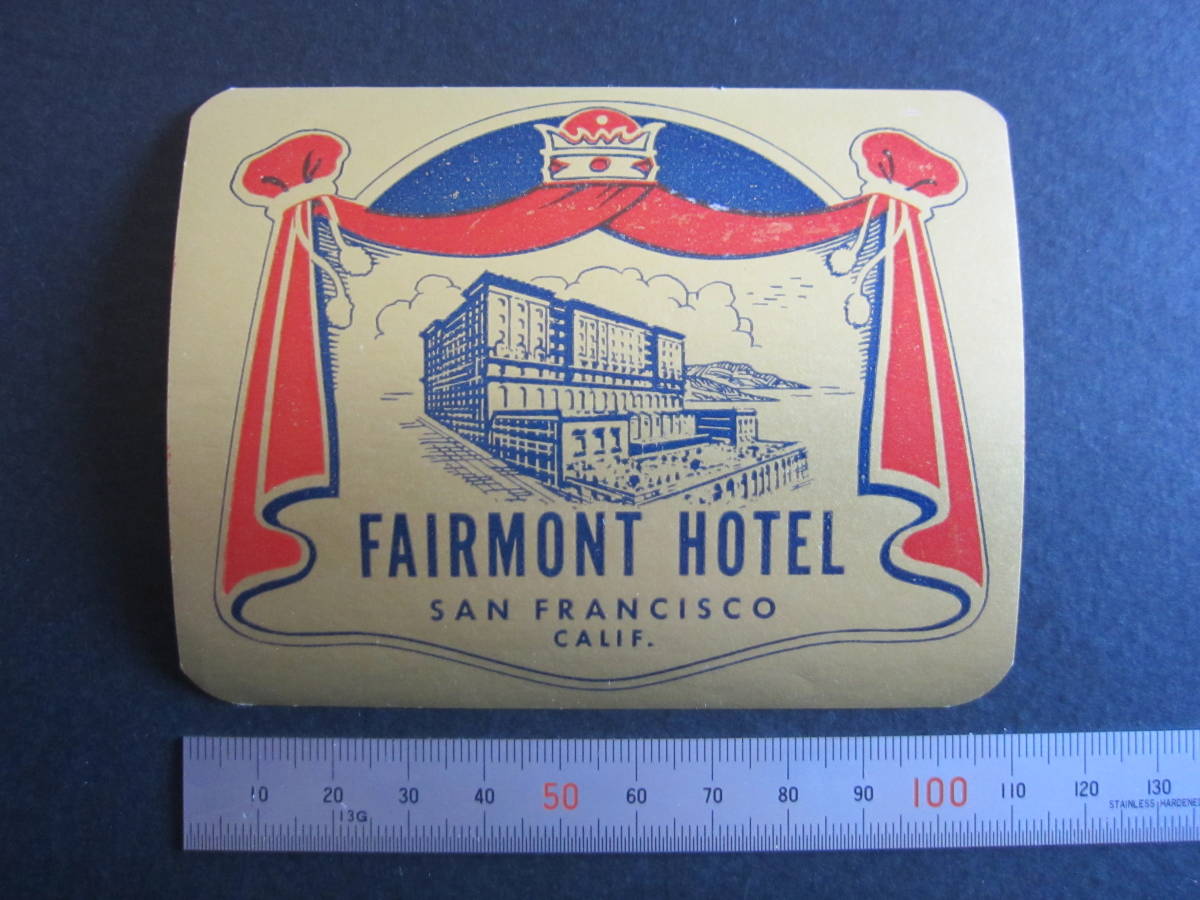 FAIRMONT HOTEL
SAN FRANCISCO
CALIF.
10 20 30 40 50 60 70 80 90 100 110 120 130
13G
STAINLESS HARDENED